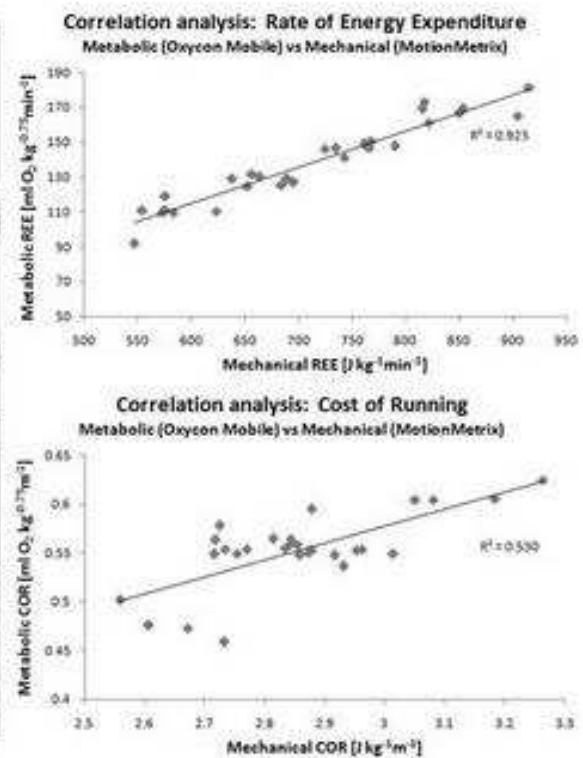 Correlation analysis: Rate of Energy Expenditure
Metabolic (Oxycon Mobile) vs Mechanical (MotionMetrix)
190
170
150
130
110
90
70
50
Metabolic REE [ml O₂ kg⁻⁰·⁷⁵min⁻¹]
R² = 0.925
500 550 600 650 700 750 800 850 900 950
Mechanical REE [J kg⁻¹min⁻¹]
Correlation analysis: Cost of Running
Metabolic (Oxycon Mobile) vs Mechanical (MotionMetrix)
0.65
0.6
0.55
0.5
0.45
0.4
Metabolic COR [ml O₂ kg⁻⁰·⁷⁵m⁻¹]
R² = 0.530
2.5 2.6 2.7 2.8 2.9 3 3.1 3.2 3.3
Mechanical COR [J kg⁻¹m⁻¹]